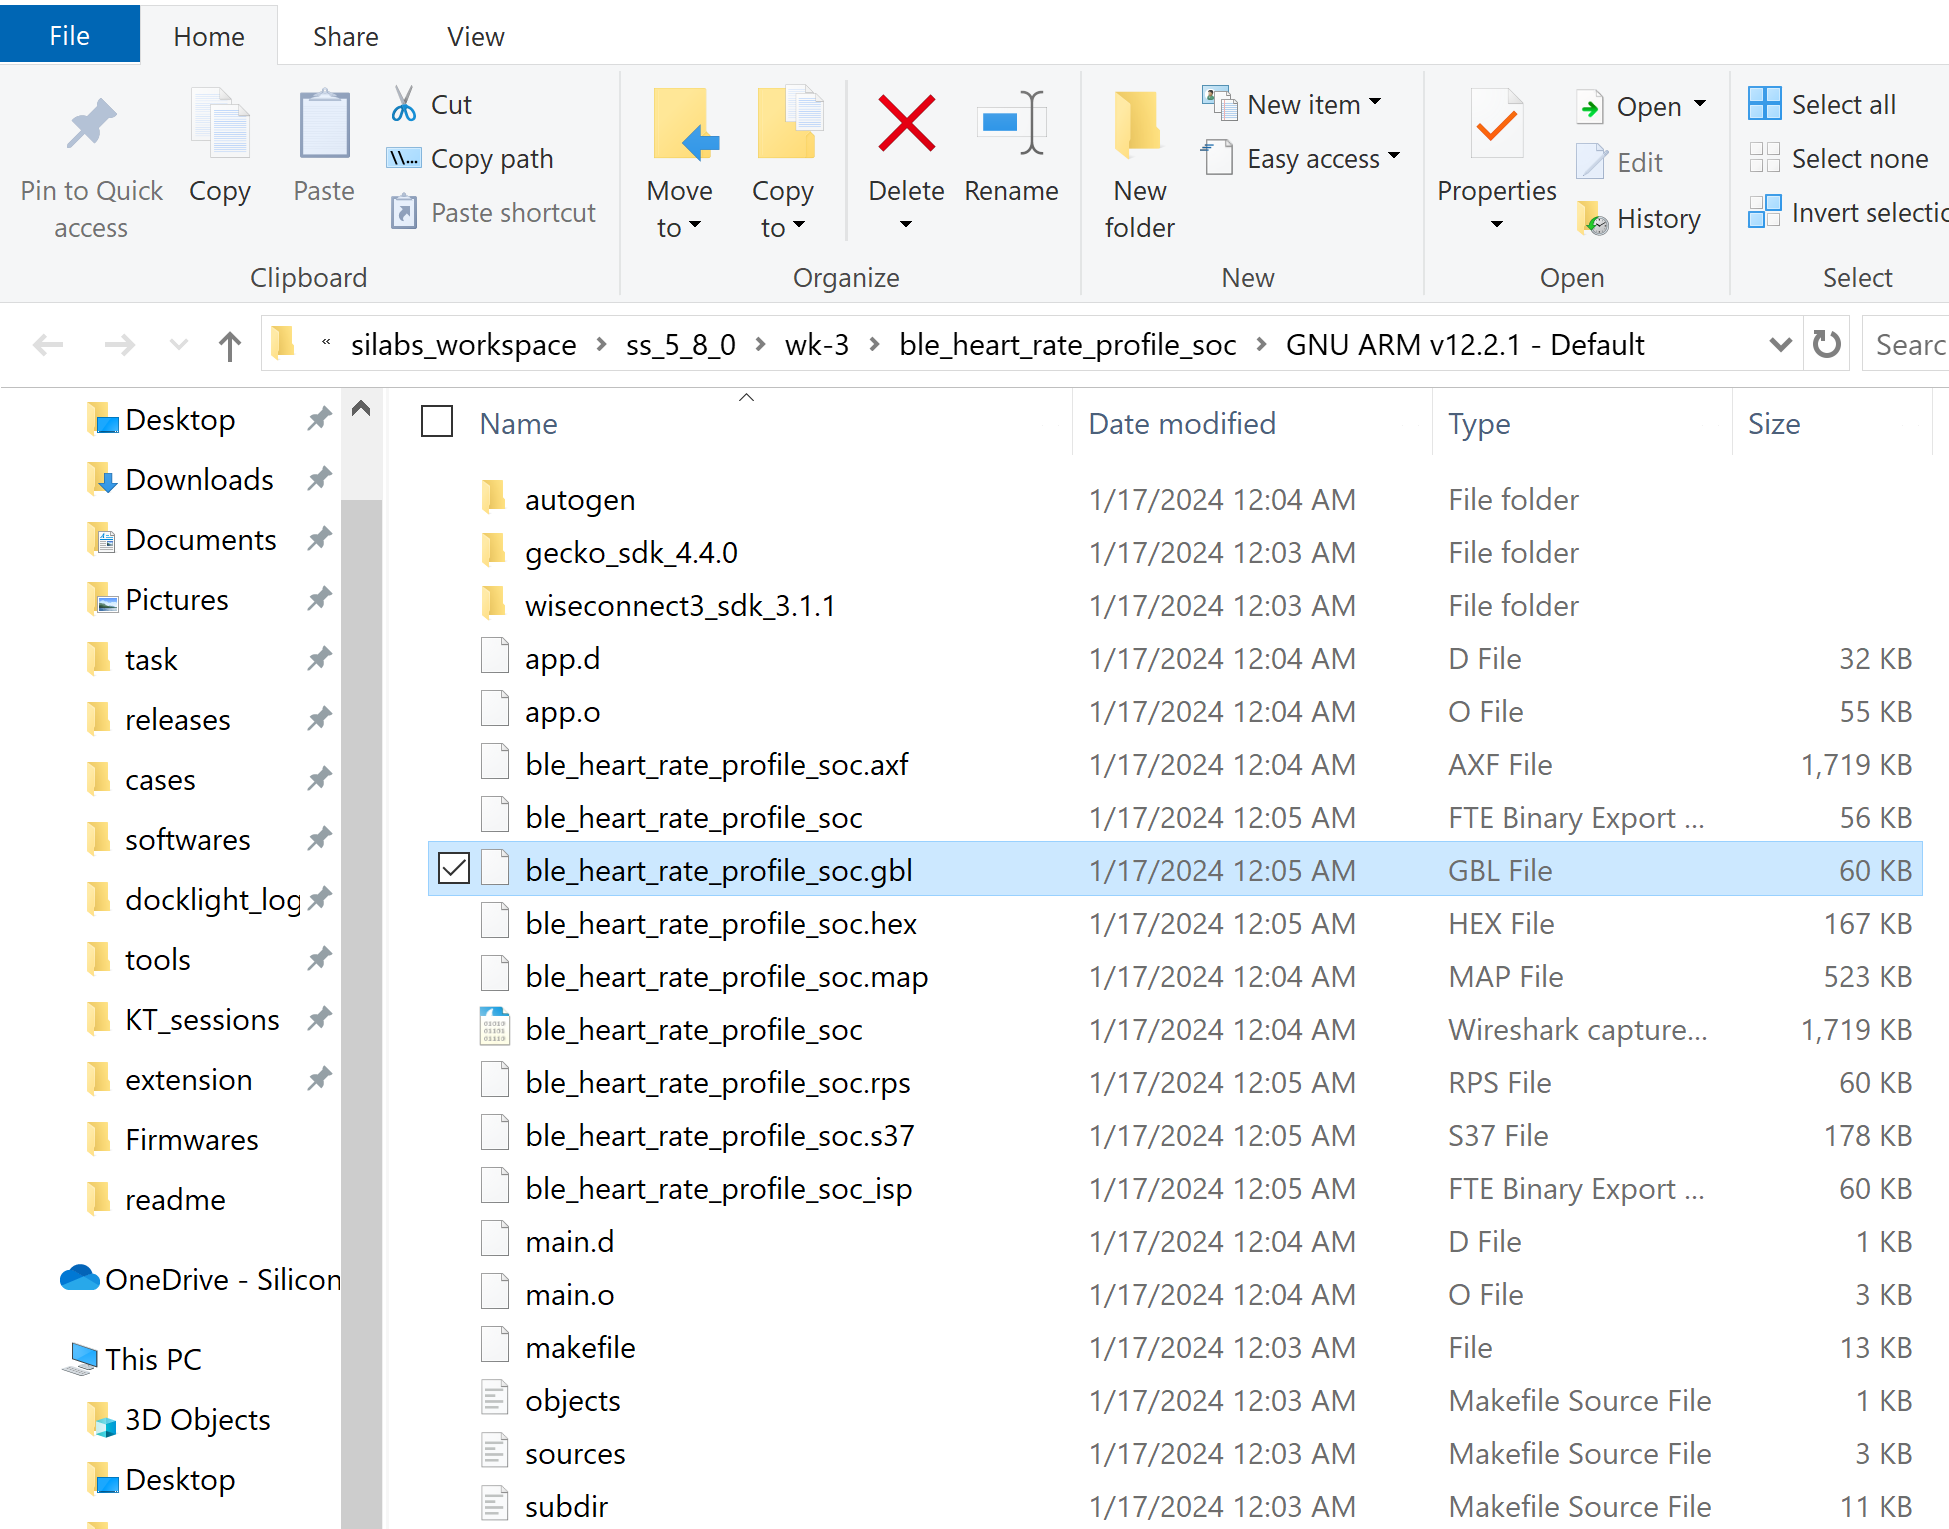 File Home Share View
Pin to Quick access
Copy
Paste
Cut
Copy path
Paste shortcut
Clipboard
Move to
Copy to
Delete
Rename
Organize
New folder
New item
Easy access
New
Properties
Open
Edit
History
Open
Select all
Select none
Invert selectio
Select
« silabs_workspace > ss_5_8_0 > wk-3 > ble_heart_rate_profile_soc > GNU ARM v12.2.1 - Default
Searc
Desktop
Downloads
Documents
Pictures
task
releases
cases
softwares
docklight_log
tools
KT_sessions
extension
Firmwares
readme
OneDrive - Silicon
This PC
3D Objects
Desktop
Name Date modified Type Size
autogen 1/17/2024 12:04 AM File folder
gecko_sdk_4.4.0 1/17/2024 12:03 AM File folder
wiseconnect3_sdk_3.1.1 1/17/2024 12:03 AM File folder
app.d 1/17/2024 12:04 AM D File 32 KB
app.o 1/17/2024 12:04 AM O File 55 KB
ble_heart_rate_profile_soc.axf 1/17/2024 12:04 AM AXF File 1,719 KB
ble_heart_rate_profile_soc 1/17/2024 12:05 AM FTE Binary Export ... 56 KB
ble_heart_rate_profile_soc.gbl 1/17/2024 12:05 AM GBL File 60 KB
ble_heart_rate_profile_soc.hex 1/17/2024 12:05 AM HEX File 167 KB
ble_heart_rate_profile_soc.map 1/17/2024 12:04 AM MAP File 523 KB
ble_heart_rate_profile_soc 1/17/2024 12:04 AM Wireshark capture... 1,719 KB
ble_heart_rate_profile_soc.rps 1/17/2024 12:05 AM RPS File 60 KB
ble_heart_rate_profile_soc.s37 1/17/2024 12:05 AM S37 File 178 KB
ble_heart_rate_profile_soc_isp 1/17/2024 12:05 AM FTE Binary Export ... 60 KB
main.d 1/17/2024 12:04 AM D File 1 KB
main.o 1/17/2024 12:04 AM O File 3 KB
makefile 1/17/2024 12:03 AM File 13 KB
objects 1/17/2024 12:03 AM Makefile Source File 1 KB
sources 1/17/2024 12:03 AM Makefile Source File 3 KB
subdir 1/17/2024 12:03 AM Makefile Source File 11 KB